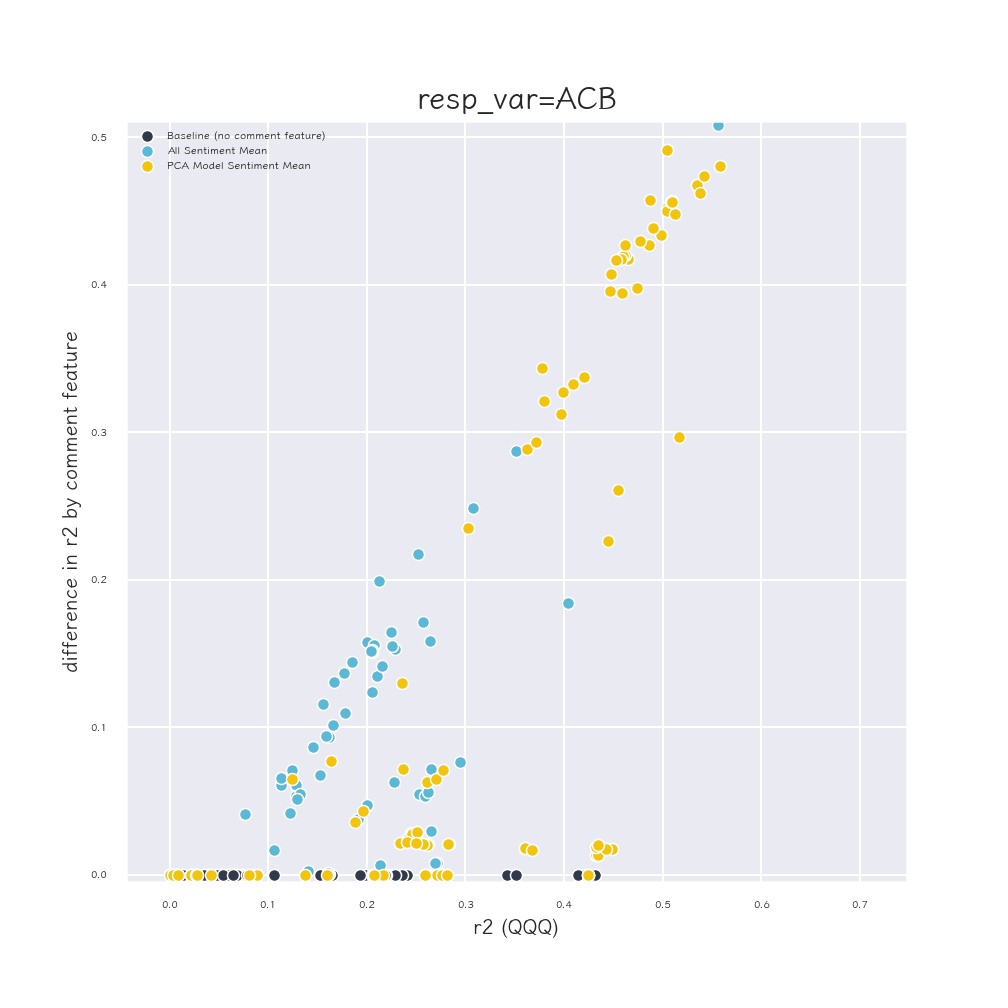 resp_var=ACB
Baseline (no comment feature)
All Sentiment Mean
PCA Model Sentiment Mean
difference in r2 by comment feature
0.5
0.4
0.3
0.2
0.1
0.0
0.0 0.1 0.2 0.3 0.4 0.5 0.6 0.7
r2 (QQQ)